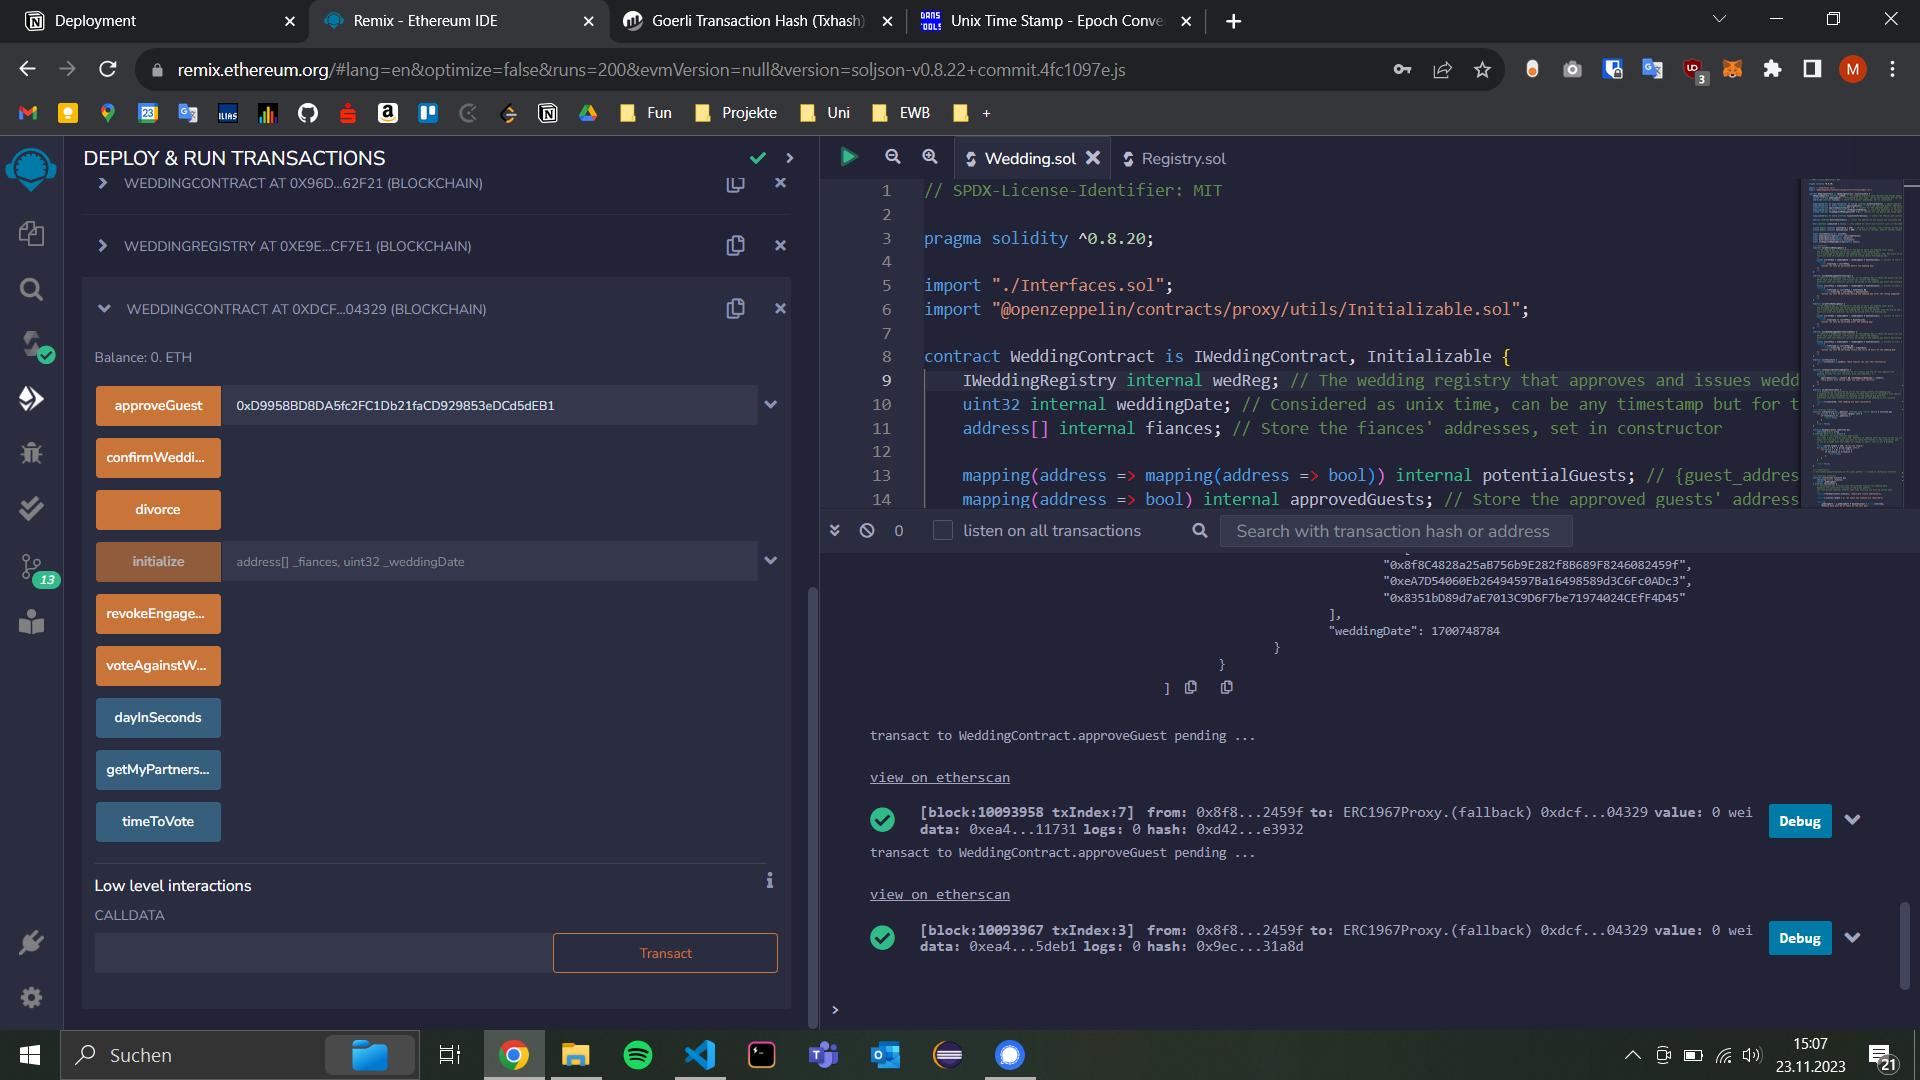 Deployment
Remix - Ethereum IDE
Goerli Transaction Hash (Txhash)
Unix Time Stamp - Epoch Conve
remix.ethereum.org/#lang=en&optimize=false&runs=200&evmVersion=null&version=soljson-v0.8.22+commit.4fc1097e.js
3
M
23
ILIAS
Fun
Projekte
Uni
EWB
+
DEPLOY & RUN TRANSACTIONS
WEDDINGCONTRACT AT 0X96D...62F21 (BLOCKCHAIN)
WEDDINGREGISTRY AT 0XE9E...CF7E1 (BLOCKCHAIN)
WEDDINGCONTRACT AT 0XDCF...04329 (BLOCKCHAIN)
Balance: 0. ETH
approveGuest 0xD9958BD8DA5fc2FC1Db21faCD929853eDCd5dEB1
confirmWeddi...
divorce
initialize address[] _fiances, uint32 _weddingDate
revokeEngage...
voteAgainstW...
dayInSeconds
getMyPartners...
timeToVote
Low level interactions
CALLDATA
Transact
13
Wedding.sol
Registry.sol
1 // SPDX-License-Identifier: MIT
2
3 pragma solidity ^0.8.20;
4
5 import "./Interfaces.sol";
6 import "@openzeppelin/contracts/proxy/utils/Initializable.sol";
7
8 contract WeddingContract is IWeddingContract, Initializable {
9 IWeddingRegistry internal wedReg; // The wedding registry that approves and issues wedd
10 uint32 internal weddingDate; // Considered as unix time, can be any timestamp but for t
11 address[] internal fiances; // Store the fiances' addresses, set in constructor
12
13 mapping(address => mapping(address => bool)) internal potentialGuests; // {guest_addres
14 mapping(address => bool) internal approvedGuests; // Store the approved guests' address
0
listen on all transactions
Search with transaction hash or address
"0x8f8C4828a25aB756b9E282f8B689F8246082459f",
"0xeA7D54060Eb26494597Ba16498589d3C6Fc0ADc3",
"0x8351bD89d7aE7013C9D6F7be71974024CEfF4D45"
],
"weddingDate": 1700748784
}
}
]
transact to WeddingContract.approveGuest pending ...
view on etherscan
[block:10093958 txIndex:7] from: 0x8f8...2459f to: ERC1967Proxy.(fallback) 0xdcf...04329 value: 0 wei
data: 0xea4...11731 logs: 0 hash: 0xd42...e3932
Debug
transact to WeddingContract.approveGuest pending ...
view on etherscan
[block:10093967 txIndex:3] from: 0x8f8...2459f to: ERC1967Proxy.(fallback) 0xdcf...04329 value: 0 wei
data: 0xea4...5deb1 logs: 0 hash: 0x9ec...31a8d
Debug
>
Suchen
15:07
23.11.2023
21